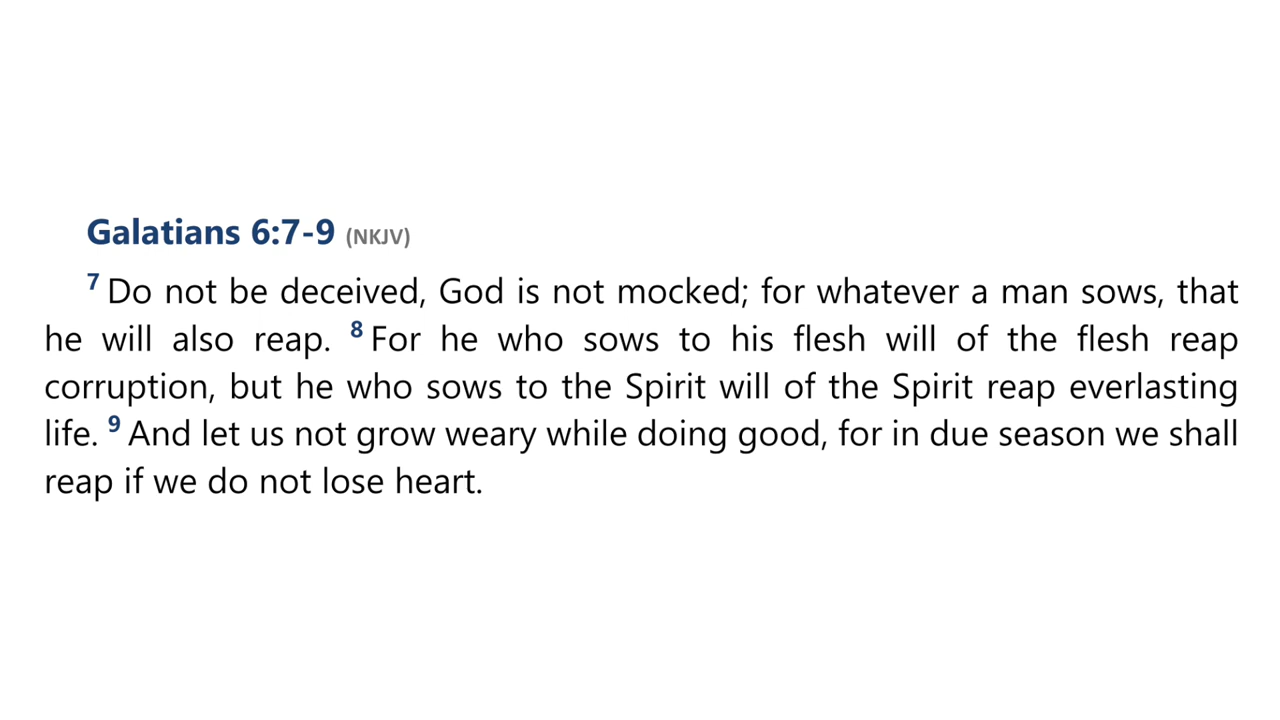 Galatians 6:7-9 (NKJV)
7 Do not be deceived, God is not mocked; for whatever a man sows, that
he will also reap. 8 For he who sows to his flesh will of the flesh reap
corruption, but he who sows to the Spirit will of the Spirit reap everlasting
life. 9 And let us not grow weary while doing good, for in due season we shall
reap if we do not lose heart.